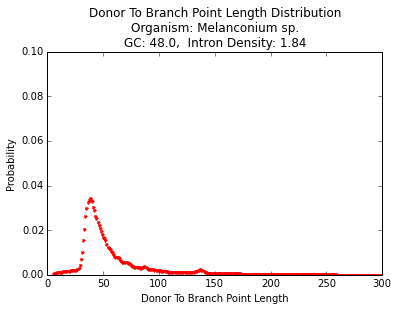 Donor To Branch Point Length Distribution
Organism: Melanconium sp.
GC: 48.0,  Intron Density: 1.84
0.10
0.08
0.06
0.04
0.02
0.00
Probability
0 50 100 150 200 250 300
Donor To Branch Point Length